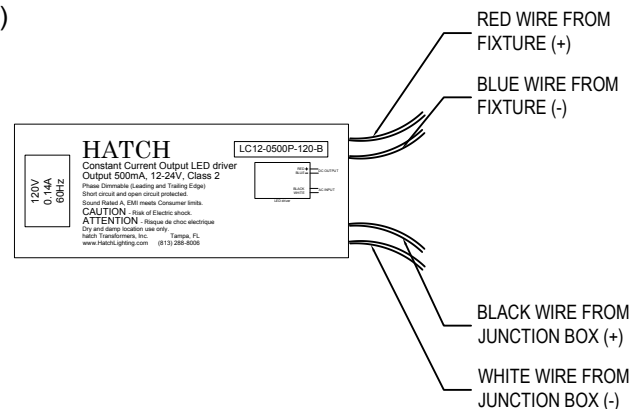 )
RED WIRE FROM
FIXTURE (+)
BLUE WIRE FROM
FIXTURE (-)
HATCH
LC12-0500P-120-B
Constant Current Output LED driver
Output 500mA, 12-24V, Class 2
Phase Dimmable (Leading and Trailing Edge)
Short circuit and open circuit protected.
Sound Rated A, EMI meets Consumer limits.
CAUTION - Risk of Electric shock.
ATTENTION - Risque de choc electrique
Dry and damp location use only.
hatch Transformers, Inc. Tampa, FL
www.HatchLighting.com (813) 288-8006
120V
0.14A
60Hz
RED
BLUE
DC OUTPUT
BLACK
WHITE
AC INPUT
LED driver
BLACK WIRE FROM
JUNCTION BOX (+)
WHITE WIRE FROM
JUNCTION BOX (-)